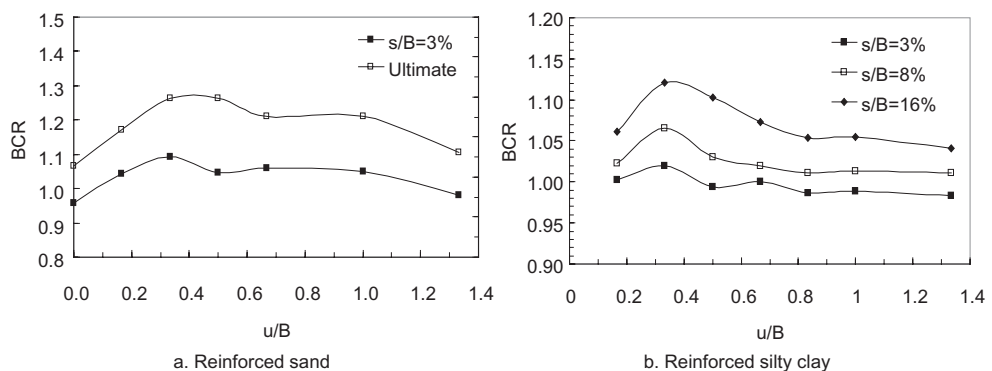 1.5
1.4
1.3
1.2
1.1
1.0
0.9
0.8
BCR
s/B=3%
Ultimate
0.0 0.2 0.4 0.6 0.8 1.0 1.2 1.4
u/B
a. Reinforced sand
1.20
1.15
1.10
1.05
1.00
0.95
0.90
BCR
s/B=3%
s/B=8%
s/B=16%
0 0.2 0.4 0.6 0.8 1 1.2 1.4
u/B
b. Reinforced silty clay